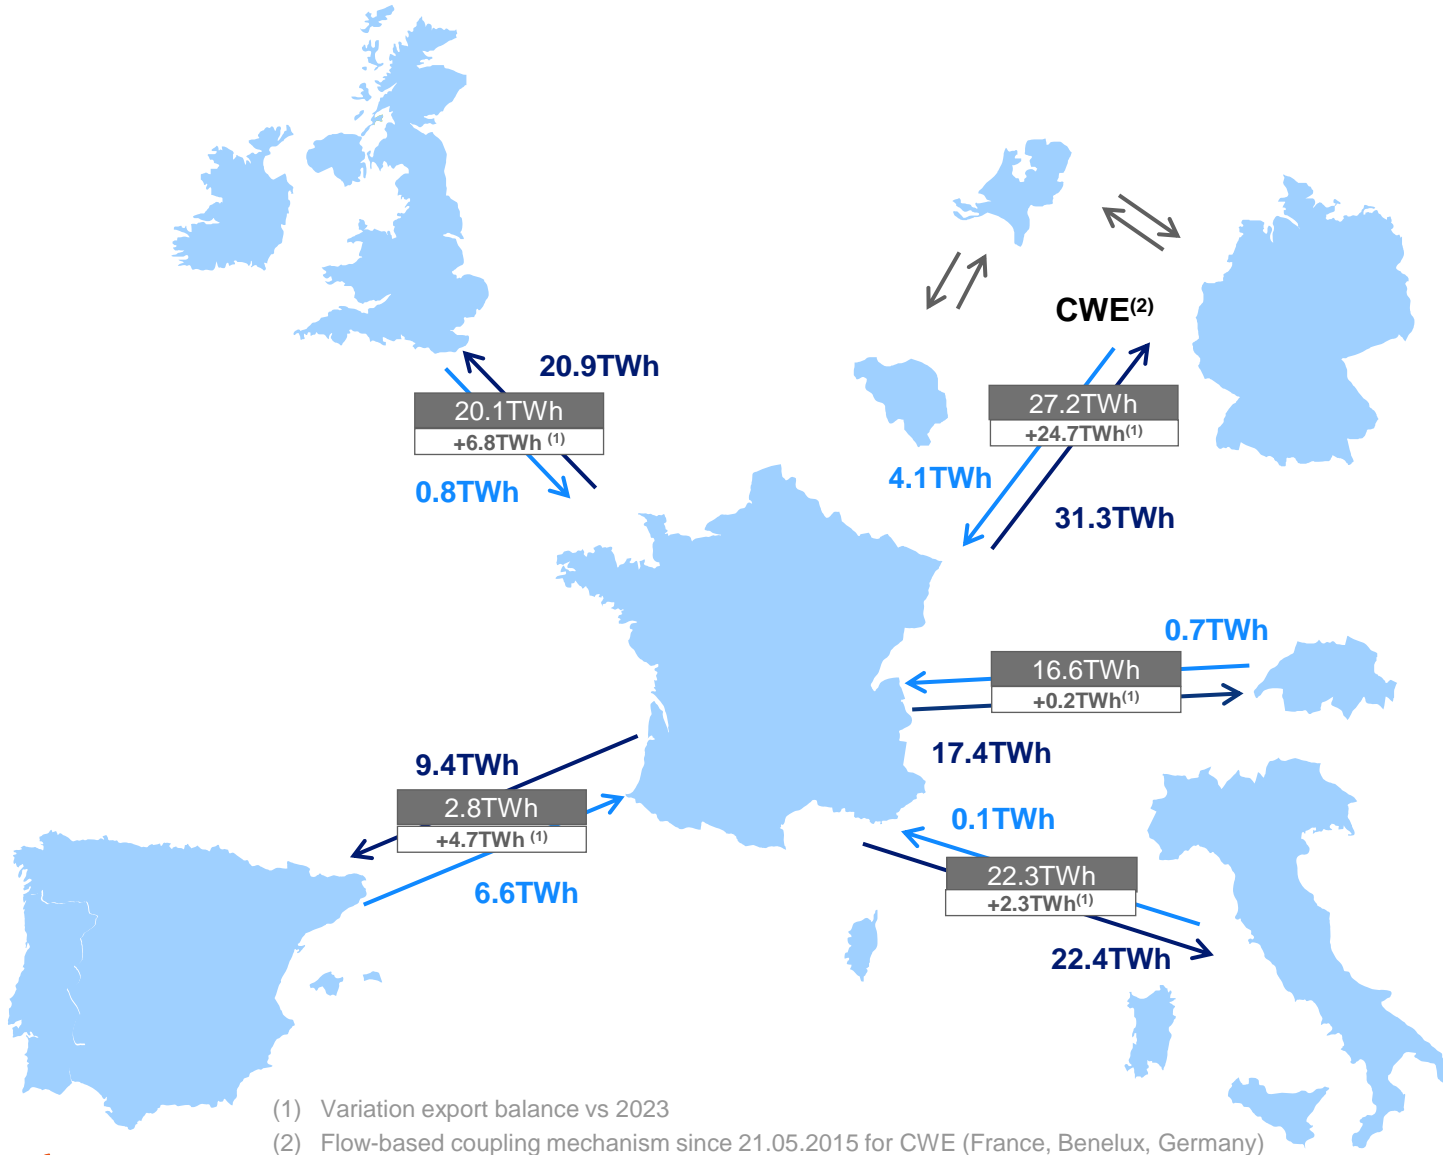 CWE(2)
20.9TWh
20.1TWh
+6.8TWh (1)
0.8TWh
27.2TWh
+24.7TWh(1)
4.1TWh
31.3TWh
0.7TWh
16.6TWh
+0.2TWh(1)
17.4TWh
9.4TWh
2.8TWh
+4.7TWh (1)
6.6TWh
0.1TWh
22.3TWh
+2.3TWh(1)
22.4TWh
(1) Variation export balance vs 2023
(2) Flow-based coupling mechanism since 21.05.2015 for CWE (France, Benelux, Germany)